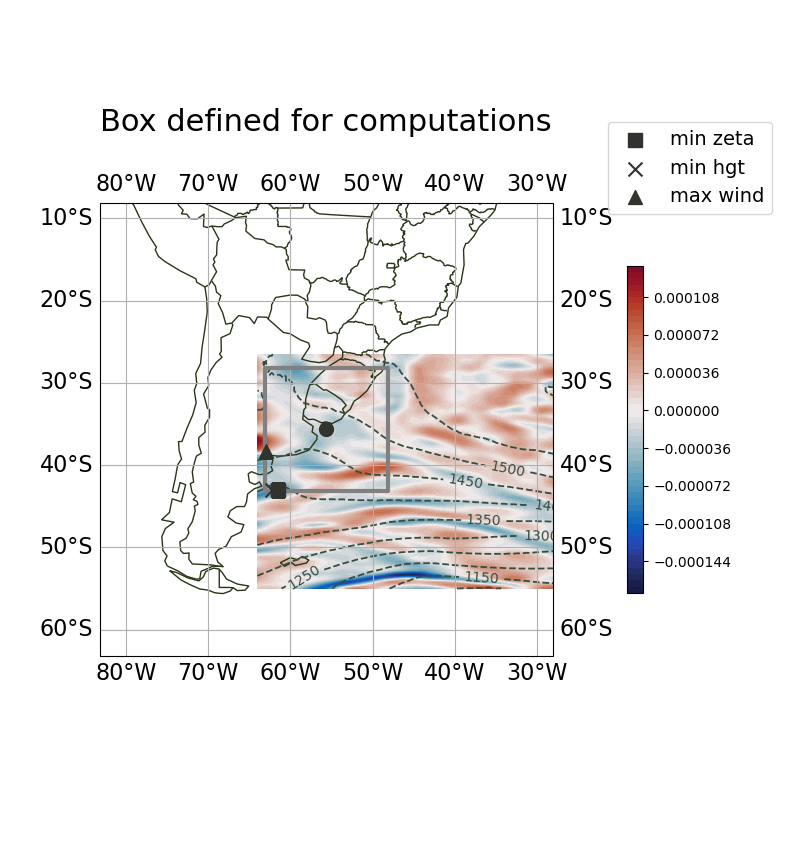 Box defined for computations
min zeta
min hgt
max wind
80°W 70°W 60°W 50°W 40°W 30°W
10°S 10°S
20°S
30°S
40°S
50°S 50°S
60°S 60°S
20°S
30°S
40°S
80°W 70°W 60°W 50°W 40°W 30°W
1500
1450
140
1350
1300
1250
1150
0.000108
0.000072
0.000036
0.000000
−0.000036
−0.000072
−0.000108
−0.000144